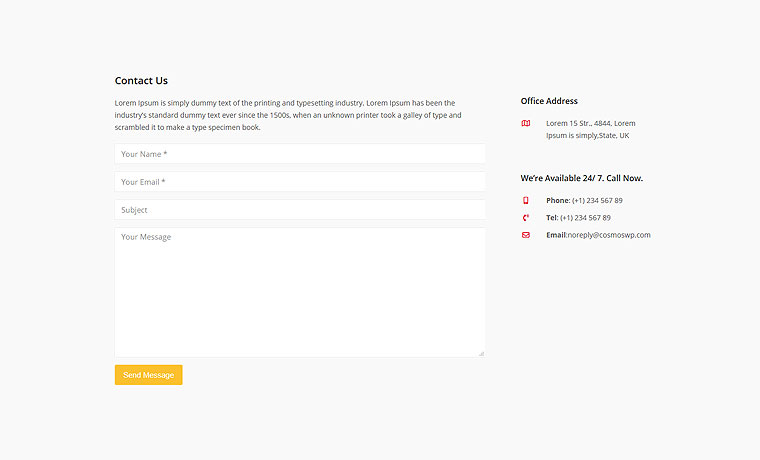 Contact Us
Lorem Ipsum is simply dummy text of the printing and typesetting industry. Lorem Ipsum has been the
industry's standard dummy text ever since the 1500s, when an unknown printer took a galley of type and
scrambled it to make a type specimen book.
Your Name *
Your Email *
Subject
Your Message
Send Message
Office Address
Lorem 15 Str., 4844, Lorem
Ipsum is simply,State, UK
We're Available 24/ 7. Call Now.
Phone: (+1) 234 567 89
Tel: (+1) 234 567 89
Email:noreply@cosmoswp.com